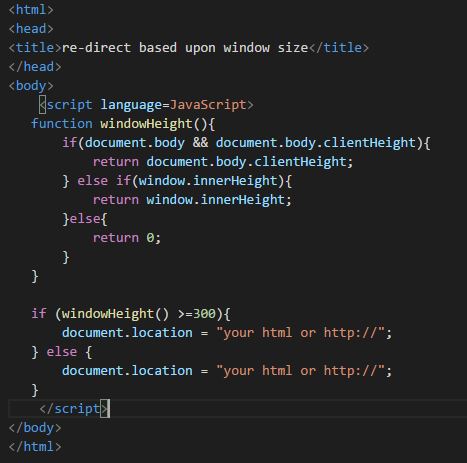 <html>
<head>
<title>re-direct based upon window size</title>
</head>
<body>
    <script language=JavaScript>
   function windowHeight(){
       if(document.body && document.body.clientHeight){
           return document.body.clientHeight;
       } else if(window.innerHeight){
           return window.innerHeight;
       }else{
           return 0;
       }
   }

   if (windowHeight() >=300){
       document.location = "your html or http://";
   } else {
       document.location = "your html or http://";
   }
    </script>
</body>
</html>